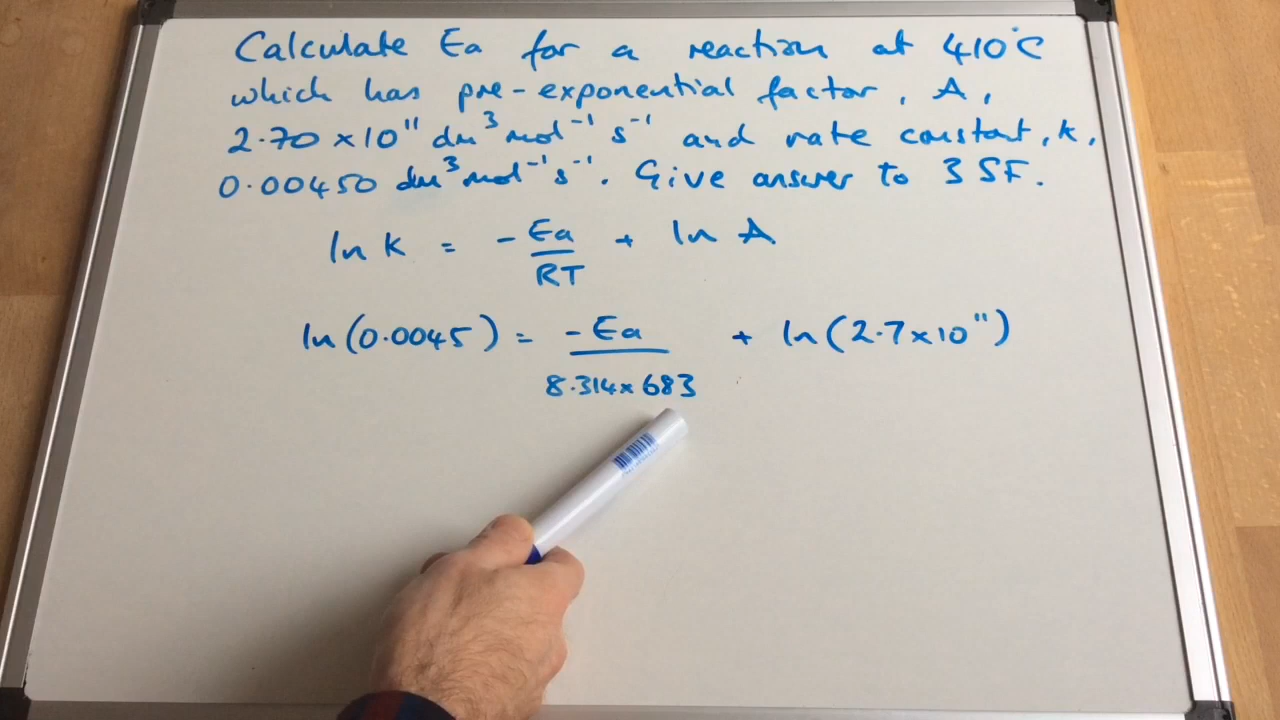 Calculate Ea for a reaction at 410°C
which has pre-exponential factor, A,
2.70 × 10¹¹ dm³ mol⁻¹ s⁻¹ and rate constant, k,
0.00450 dm³ mol⁻¹ s⁻¹. Give answer to 3 SF.
ln k = -Ea/RT + ln A
ln(0.0045) = -Ea/8.314×683 + ln(2.7×10¹¹)